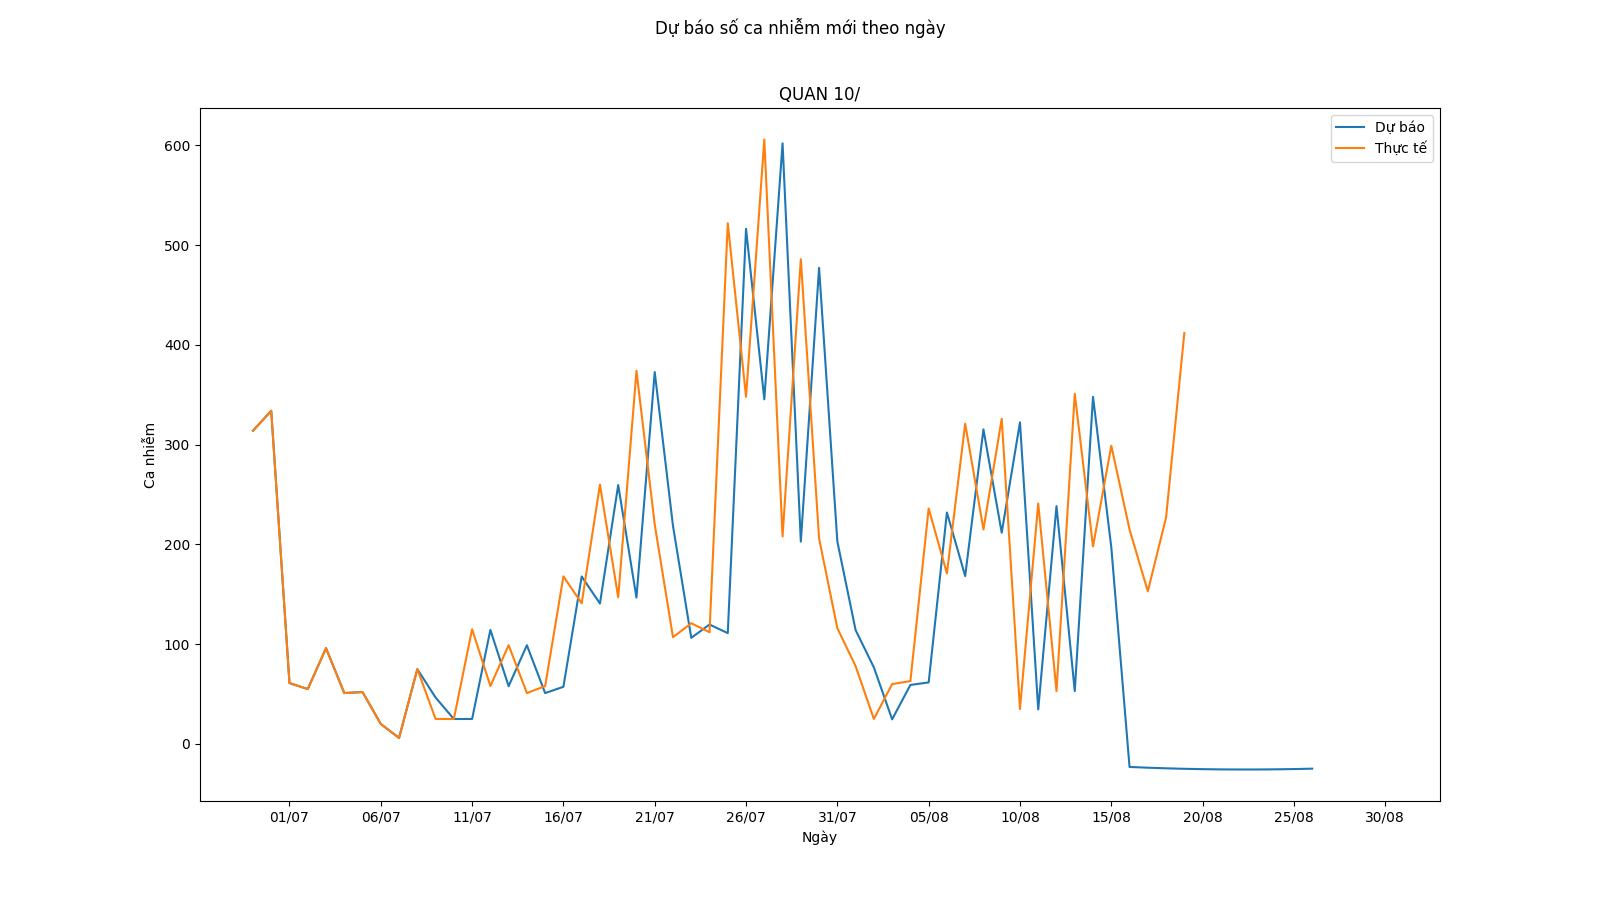 Dự báo số ca nhiễm mới theo ngày
QUAN 10/
Dự báo
Thực tế
600
500
400
300
200
100
0
Ca nhiễm
01/07 06/07 11/07 16/07 21/07 26/07 31/07 05/08 10/08 15/08 20/08 25/08 30/08
Ngày